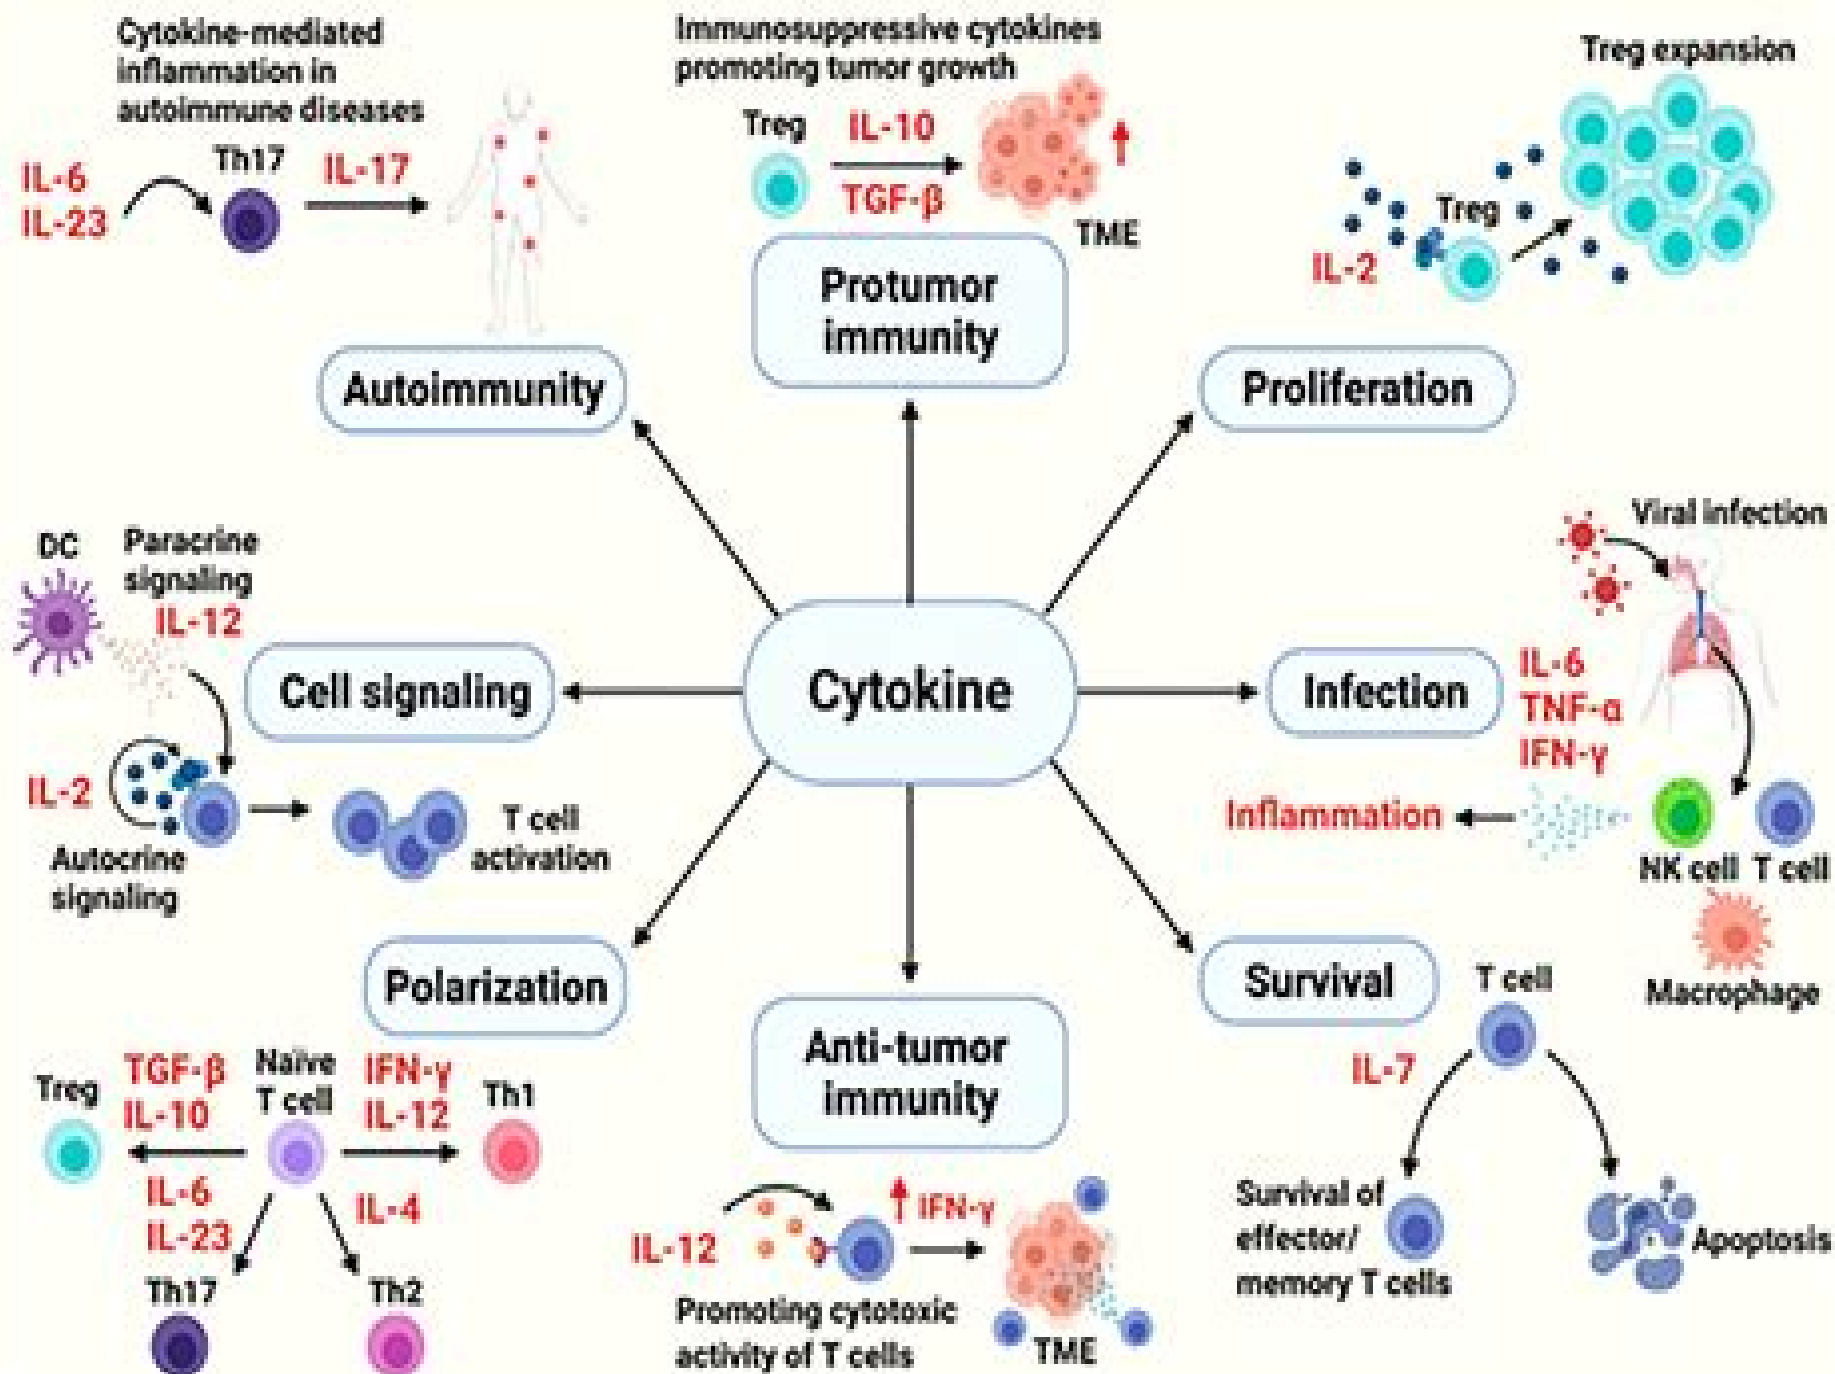 Cytokine-mediated
inflammation in
autoimmune diseases
Th17
IL-6
IL-23
IL-17
Autoimmunity
Immunosuppressive cytokines
promoting tumor growth
Treg
IL-10
TGF-β
TME
Protumor
immunity
Treg expansion
Treg
IL-2
Proliferation
DC
Paracrine
signaling
IL-12
Cell signaling
IL-2
Autocrine
signaling
T cell
activation
Cytokine
Viral infection
Infection
IL-6
TNF-α
IFN-γ
Inflammation
NK cell
T cell
Macrophage
Polarization
Treg
TGF-β
IL-10
Naïve
T cell
IFN-γ
IL-12
Th1
IL-6
IL-23
IL-4
Th17
Th2
Anti-tumor
immunity
IL-12
IFN-γ
Promoting cytotoxic
activity of T cells
TME
Survival
T cell
IL-7
Survival of
effector/
memory T cells
Apoptosis